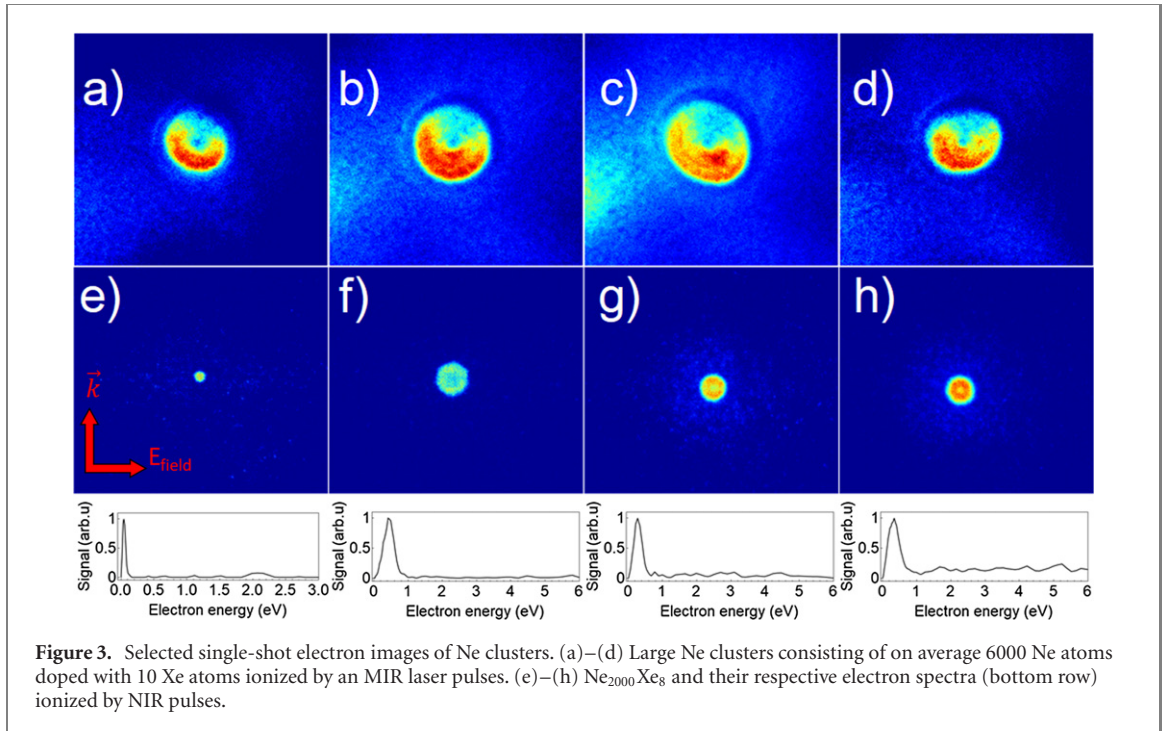 a) b) c) d)
e) f) g) h)
k
E_field
Signal (arb.u) 1 0.5 0 0.0 0.5 1.0 1.5 2.0 2.5 3.0
Electron energy (eV)
Signal (arb.u) 1 0.5 0 0 1 2 3 4 5 6
Electron energy (eV)
Signal (arb.u) 1 0.5 0 0 1 2 3 4 5 6
Electron energy (eV)
Signal (arb.u) 1 0.5 0 0 1 2 3 4 5 6
Electron energy (eV)
Figure 3. Selected single-shot electron images of Ne clusters. (a)–(d) Large Ne clusters consisting of on average 6000 Ne atoms
doped with 10 Xe atoms ionized by an MIR laser pulses. (e)–(h) Ne₂₀₀₀Xe₈ and their respective electron spectra (bottom row)
ionized by NIR pulses.